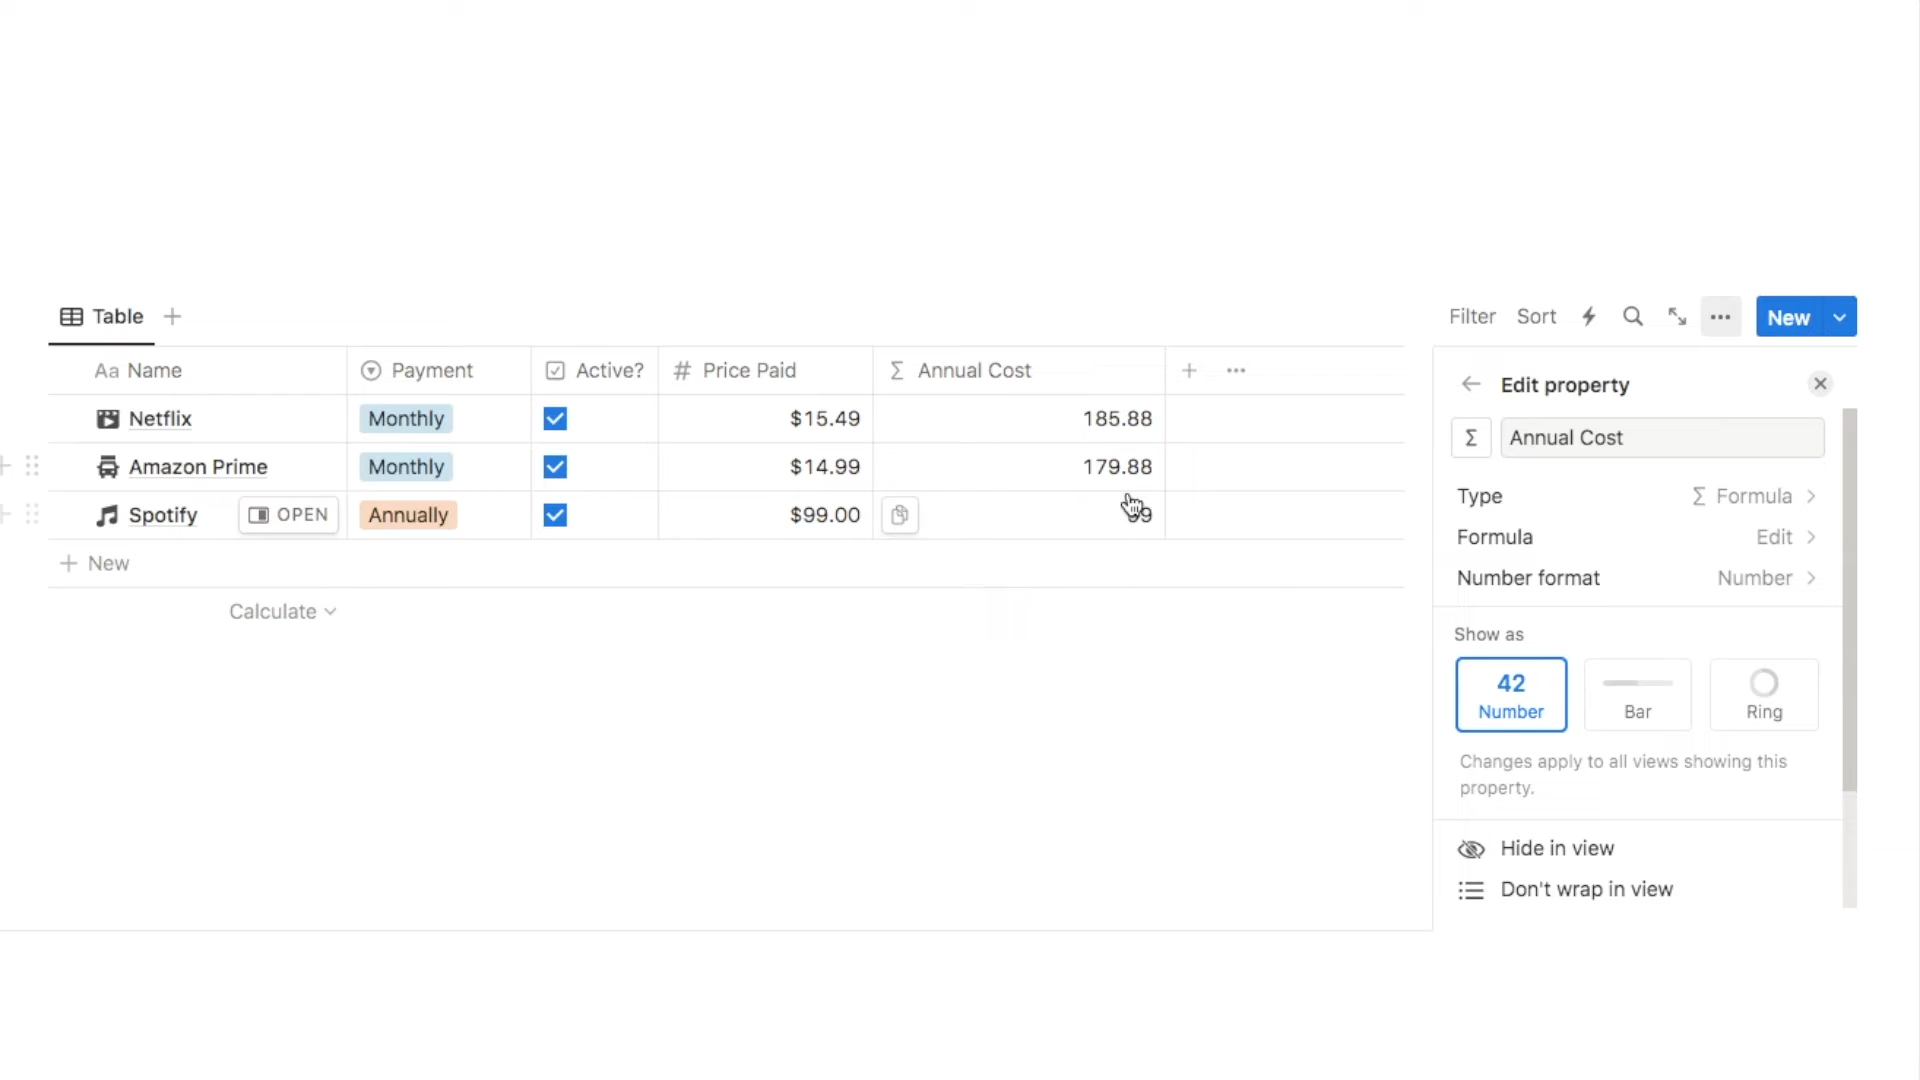 Table
Filter Sort New
Aa Name Payment Active? # Price Paid Σ Annual Cost
Netflix Monthly $15.49 185.88
Amazon Prime Monthly $14.99 179.88
Spotify OPEN Annually $99.00 99
+ New
Calculate
Edit property
Σ Annual Cost
Type Σ Formula
Formula Edit
Number format Number
Show as
42
Number Bar Ring
Changes apply to all views showing this
property.
Hide in view
Don't wrap in view